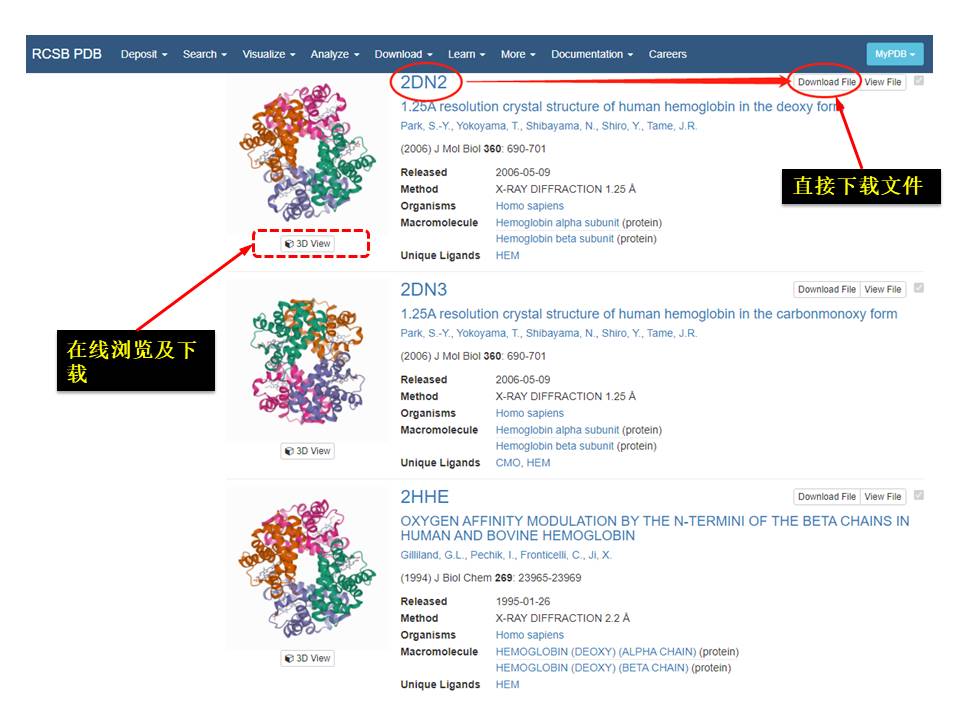 RCSB PDB Deposit Search Visualize Analyze Download Learn More Documentation Careers MyPDB
2DN2 Download File View File
1.25A resolution crystal structure of human hemoglobin in the deoxy form
Park, S.-Y., Yokoyama, T., Shibayama, N., Shiro, Y., Tame, J.R.
(2006) J Mol Biol 360: 690-701
Released 2006-05-09
Method X-RAY DIFFRACTION 1.25 Å
Organisms Homo sapiens
Macromolecule Hemoglobin alpha subunit (protein)
Hemoglobin beta subunit (protein)
Unique Ligands HEM
3D View
直接下载文件
在线浏览及下
载
2DN3 Download File View File
1.25A resolution crystal structure of human hemoglobin in the carbonmonoxy form
Park, S.-Y., Yokoyama, T., Shibayama, N., Shiro, Y., Tame, J.R.
(2006) J Mol Biol 360: 690-701
Released 2006-05-09
Method X-RAY DIFFRACTION 1.25 Å
Organisms Homo sapiens
Macromolecule Hemoglobin alpha subunit (protein)
Hemoglobin beta subunit (protein)
Unique Ligands CMO, HEM
3D View
2HHE Download File View File
OXYGEN AFFINITY MODULATION BY THE N-TERMINI OF THE BETA CHAINS IN
HUMAN AND BOVINE HEMOGLOBIN
Gilliland, G.L., Pechik, I., Fronticelli, C., Ji, X.
(1994) J Biol Chem 269: 23965-23969
Released 1995-01-26
Method X-RAY DIFFRACTION 2.2 Å
Organisms Homo sapiens
Macromolecule HEMOGLOBIN (DEOXY) (ALPHA CHAIN) (protein)
HEMOGLOBIN (DEOXY) (BETA CHAIN) (protein)
Unique Ligands HEM
3D View